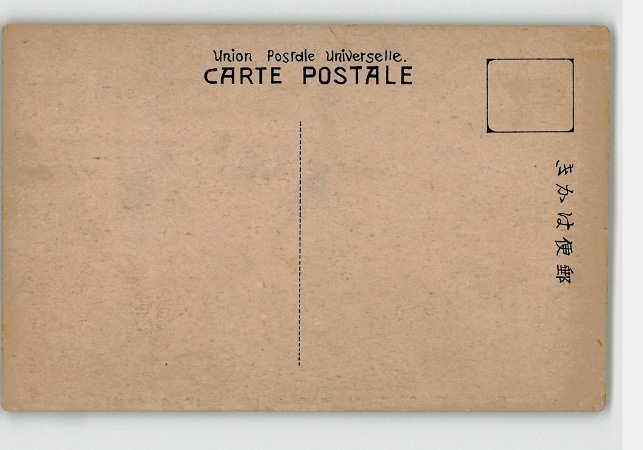 Union Postale Universelle.
CARTE POSTALE
きかは便郵